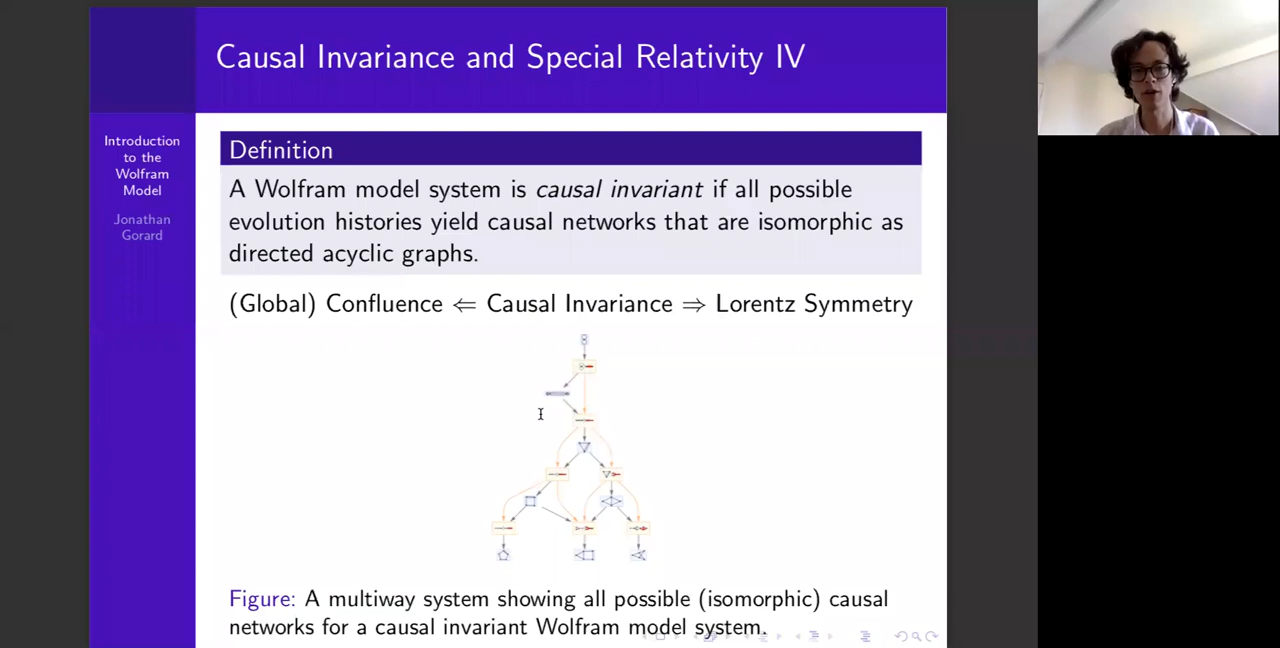 Causal Invariance and Special Relativity IV
Introduction
to the
Wolfram
Model
Jonathan
Gorard
Definition
A Wolfram model system is causal invariant if all possible
evolution histories yield causal networks that are isomorphic as
directed acyclic graphs.
(Global) Confluence ⇐ Causal Invariance ⇒ Lorentz Symmetry
Figure: A multiway system showing all possible (isomorphic) causal
networks for a causal invariant Wolfram model system.